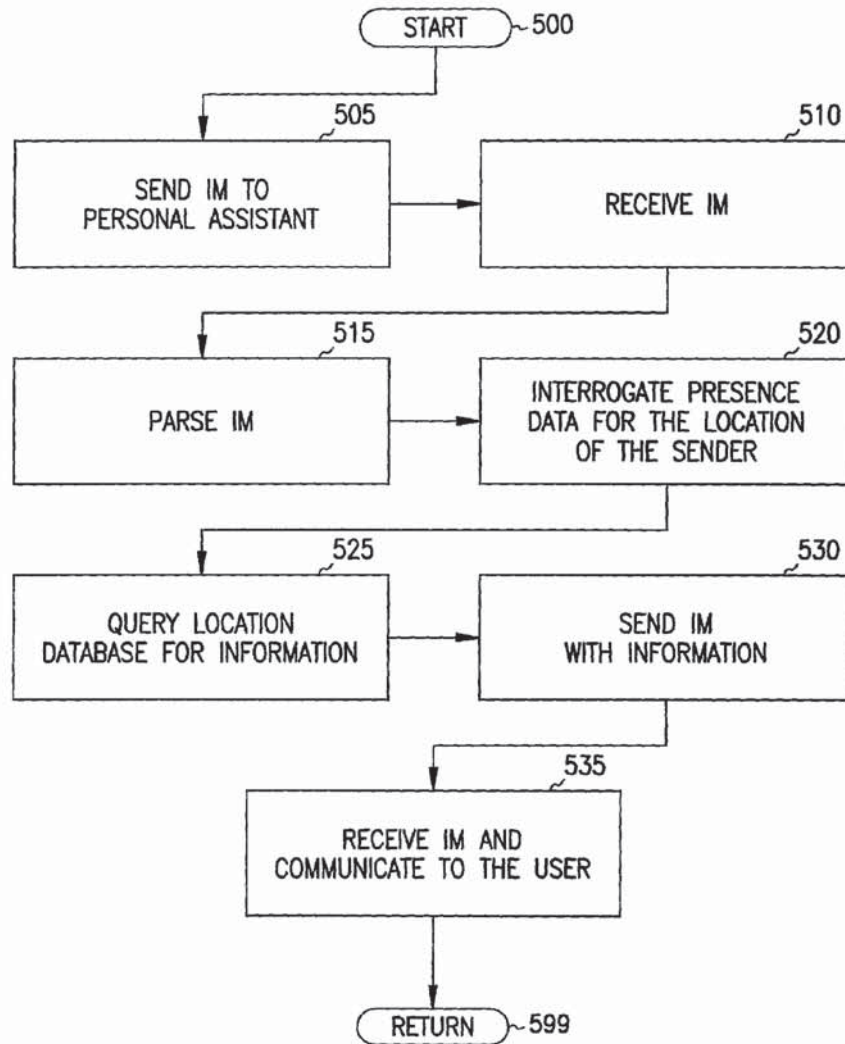 START 500
505
SEND IM TO
PERSONAL ASSISTANT
510
RECEIVE IM
515
PARSE IM
520
INTERROGATE PRESENCE
DATA FOR THE LOCATION
OF THE SENDER
525
QUERY LOCATION
DATABASE FOR INFORMATION
530
SEND IM
WITH INFORMATION
535
RECEIVE IM AND
COMMUNICATE TO THE USER
RETURN 599